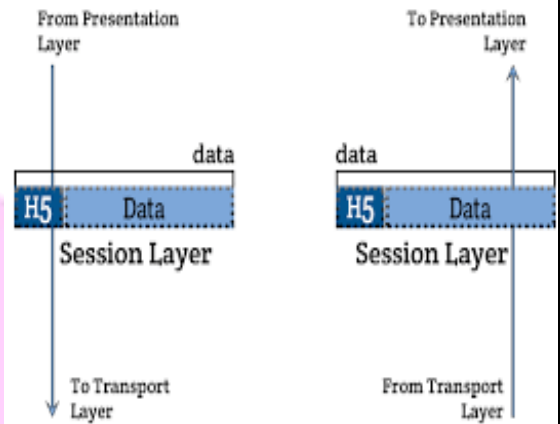 From Presentation
Layer
data
H5 Data
Session Layer
To Transport
Layer
To Presentation
Layer
data
H5 Data
Session Layer
From Transport
Layer